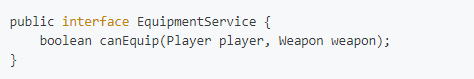 public interface EquipmentService {
    boolean canEquip(Player player, Weapon weapon);
}